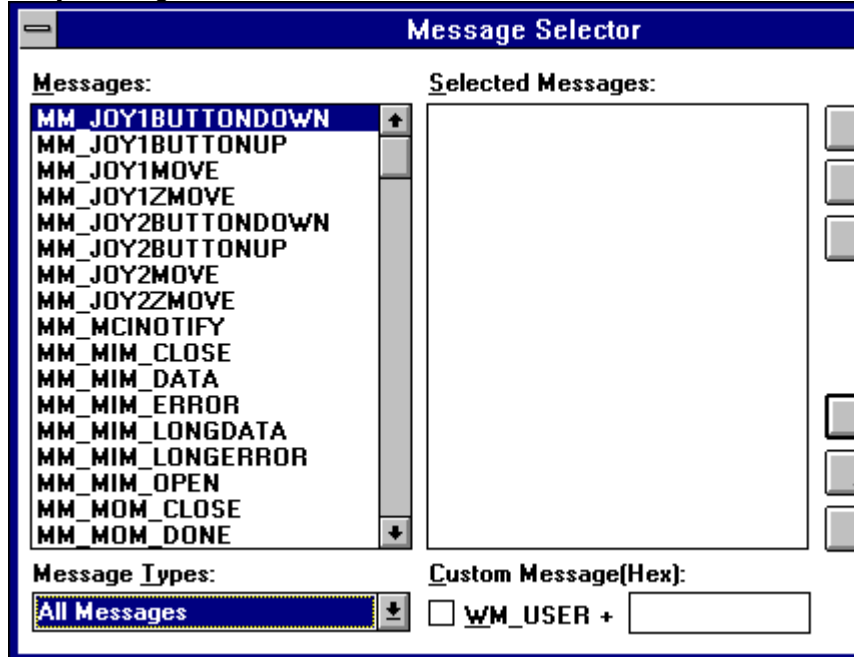 Message Selector
Messages:
MM_JOY1BUTTONDOWN
MM_JOY1BUTTONUP
MM_JOY1MOVE
MM_JOY1ZMOVE
MM_JOY2BUTTONDOWN
MM_JOY2BUTTONUP
MM_JOY2MOVE
MM_JOY2ZMOVE
MM_MCINOTIFY
MM_MIM_CLOSE
MM_MIM_DATA
MM_MIM_ERROR
MM_MIM_LONGDATA
MM_MIM_LONGERROR
MM_MIM_OPEN
MM_MOM_CLOSE
MM_MOM_DONE
Message Types:
All Messages
Selected Messages:
Custom Message(Hex):
WM_USER +